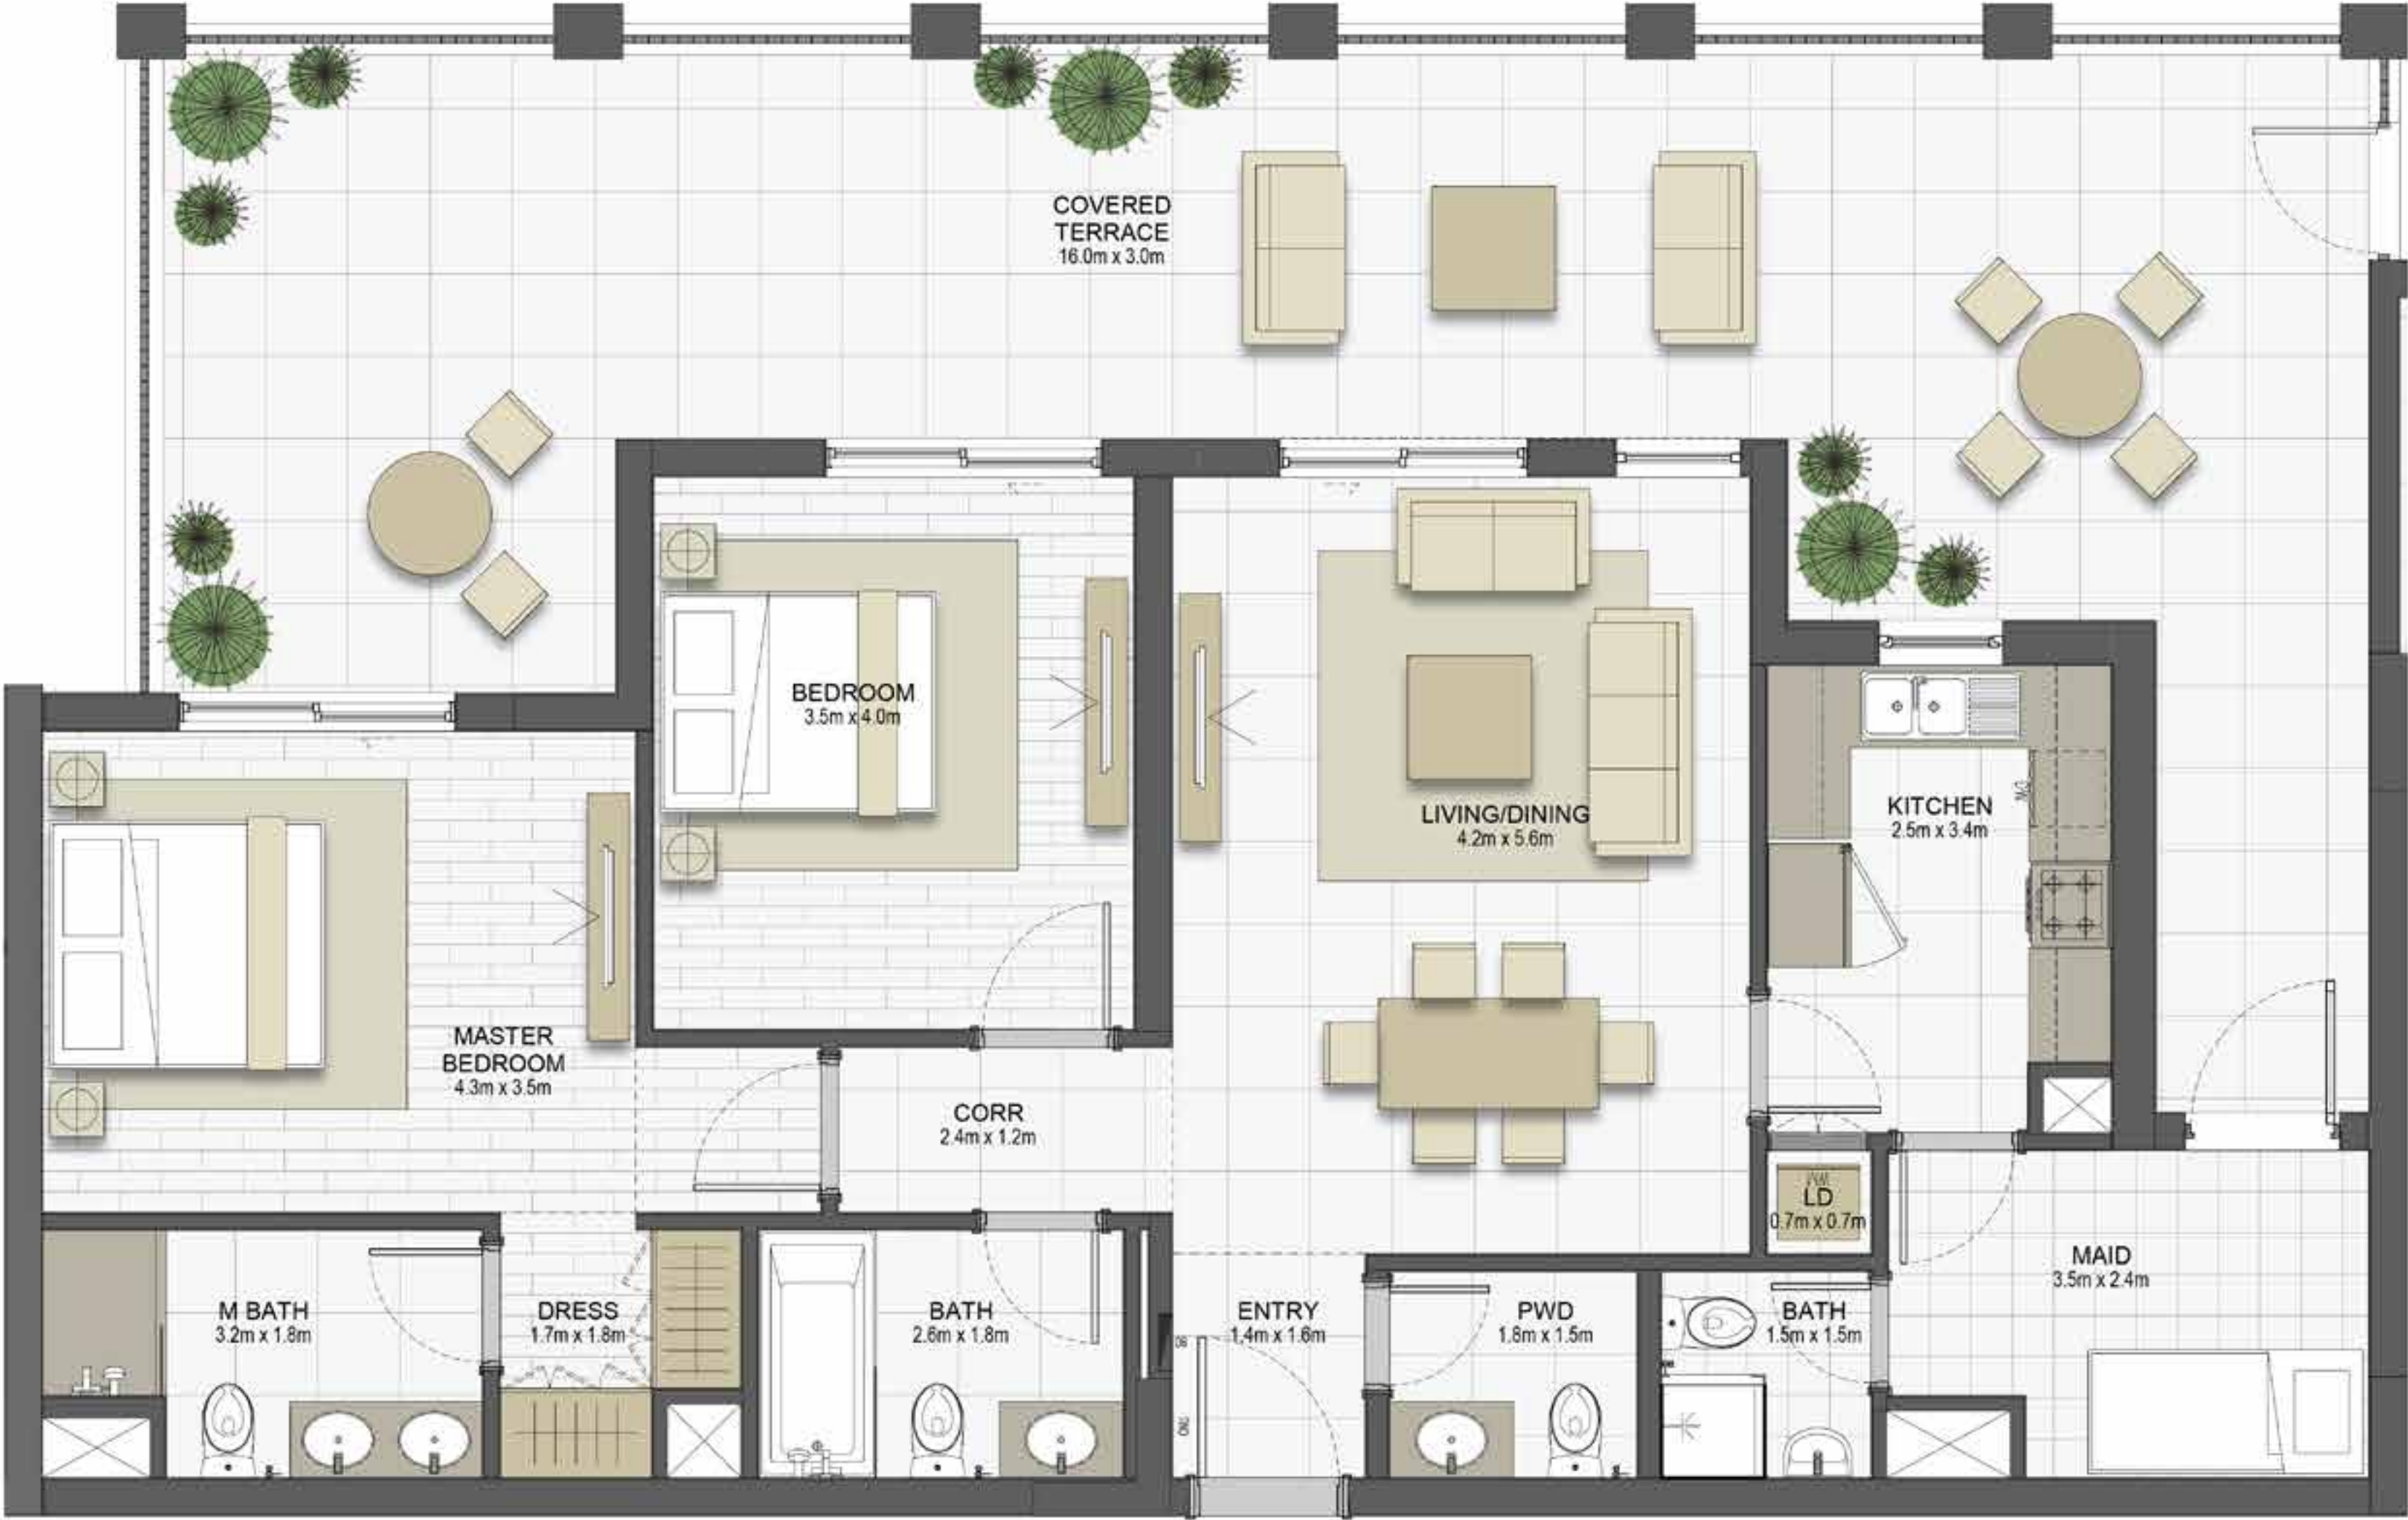 COVERED
TERRACE
16.0m x 3.0m
BEDROOM
3.5m x 4.0m
LIVING/DINING
4.2m x 5.6m
KITCHEN
2.5m x 3.4m
MASTER
BEDROOM
4.3m x 3.5m
CORR
2.4m x 1.2m
WM
LD
0.7m x 0.7m
MAID
3.5m x 2.4m
M BATH
3.2m x 1.8m
DRESS
1.7m x 1.8m
BATH
2.6m x 1.8m
ENTRY
1.4m x 1.6m
PWD
1.8m x 1.5m
BATH
1.5m x 1.5m